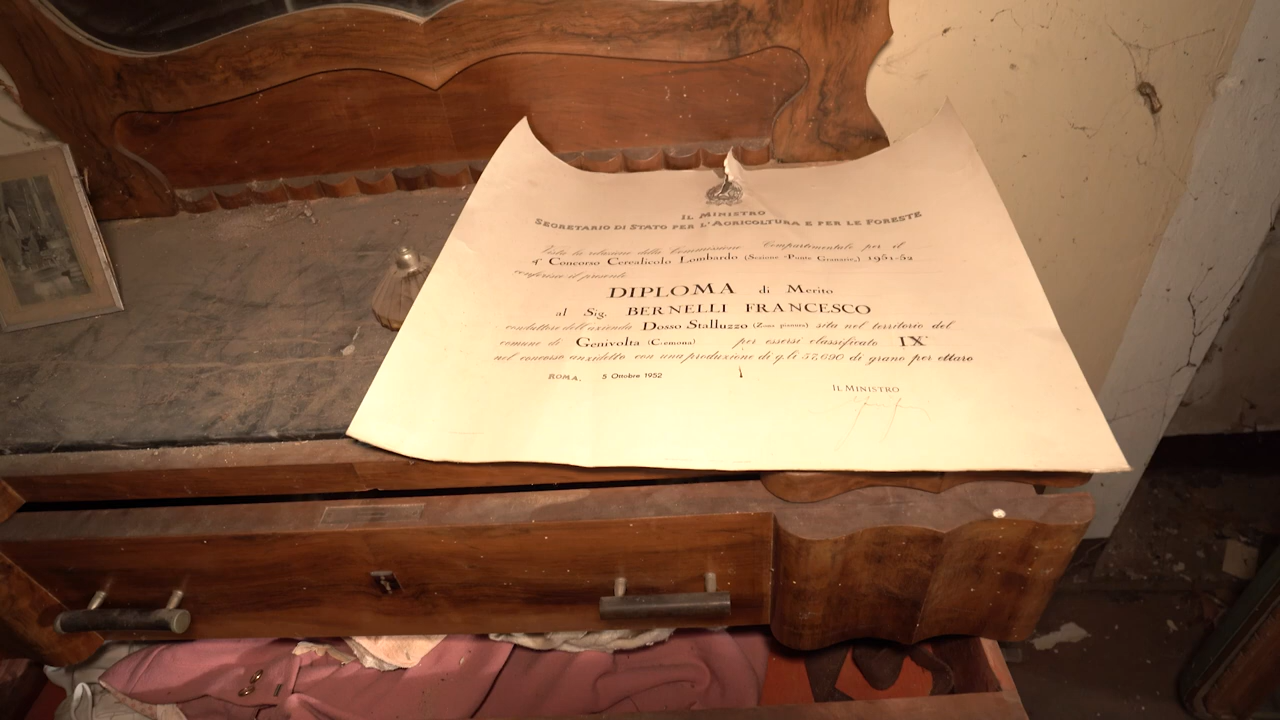 IL MINISTRO
SEGRETARIO DI STATO PER L'AGRICOLTURA E PER LE FORESTE
Vista la relazione della Commissione Compartimentale per il
4° Concorso Cerealicolo Lombardo (Sezione "Ponte Granario") 1951-52
conferisce il presente
DIPLOMA di Merito
al Sig. BERNELLI FRANCESCO
conduttore dell'azienda Dosso Stalluzzo (Zona pianura) sita nel territorio del
comune di Genivolta (Cremona) per essersi classificato IX°
nel concorso anzidetto con una produzione di q.li 57,690 di grano per ettaro
ROMA, 5 Ottobre 1952
IL MINISTRO